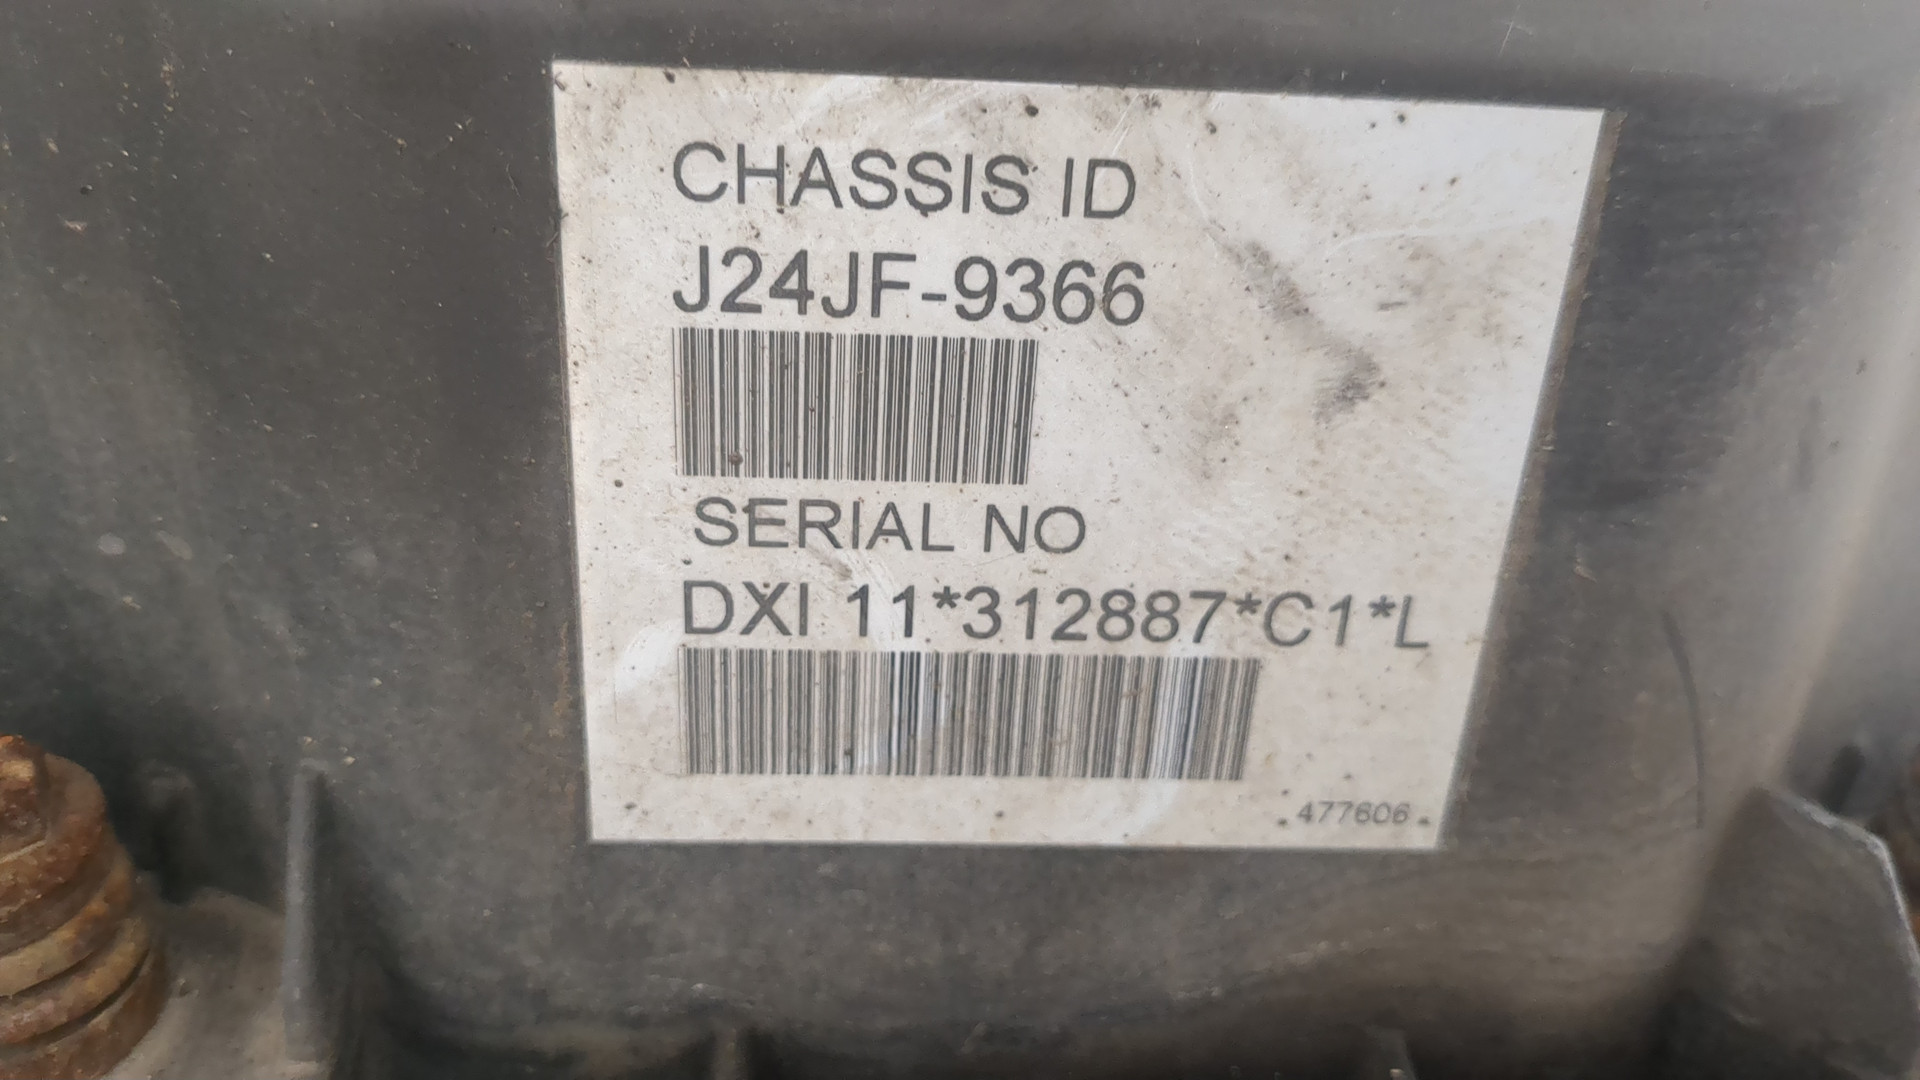 CHASSIS ID
J24JF-9366
SERIAL NO
DXI 11*312887*C1*L
477606